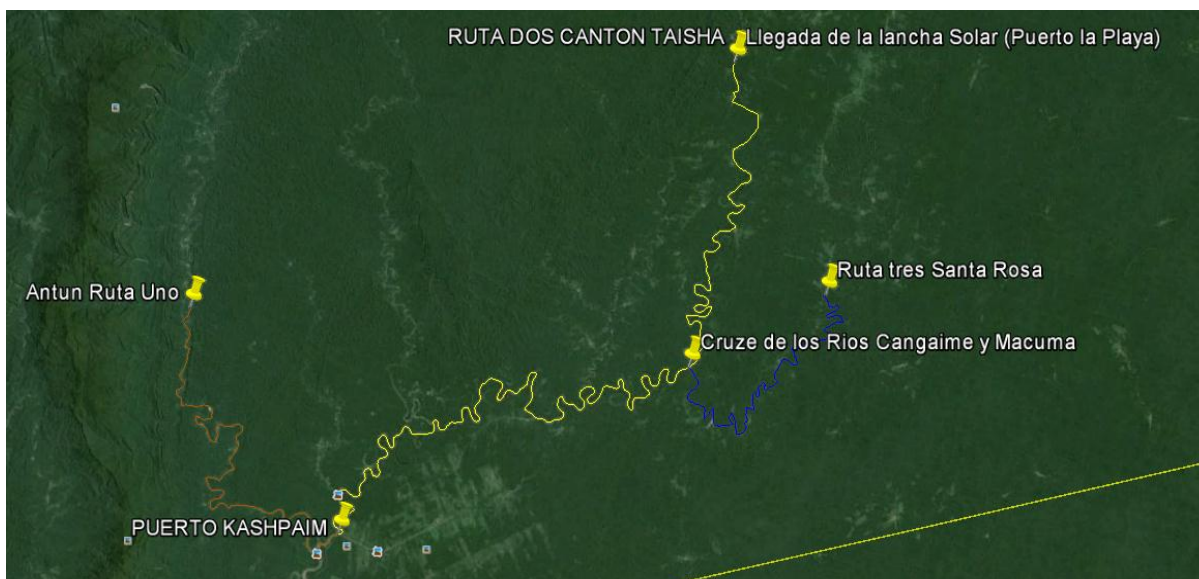 RUTA DOS CANTON TAISHA
Llegada de la lancha Solar (Puerto la Playa)
Ruta tres Santa Rosa
Antun Ruta Uno
Cruze de los Rios Cangaime y Macuma
PUERTO KASHPAIM